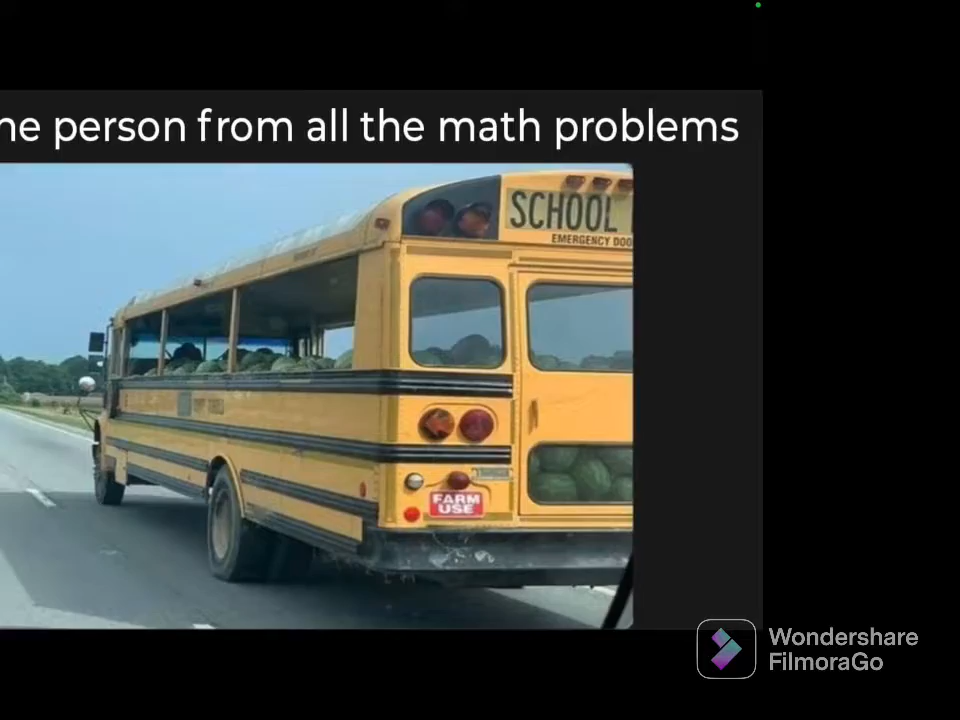 ne person from all the math problems
SCHOOL
EMERGENCY DOO
FARM
USE
Wondershare
FilmoraGo